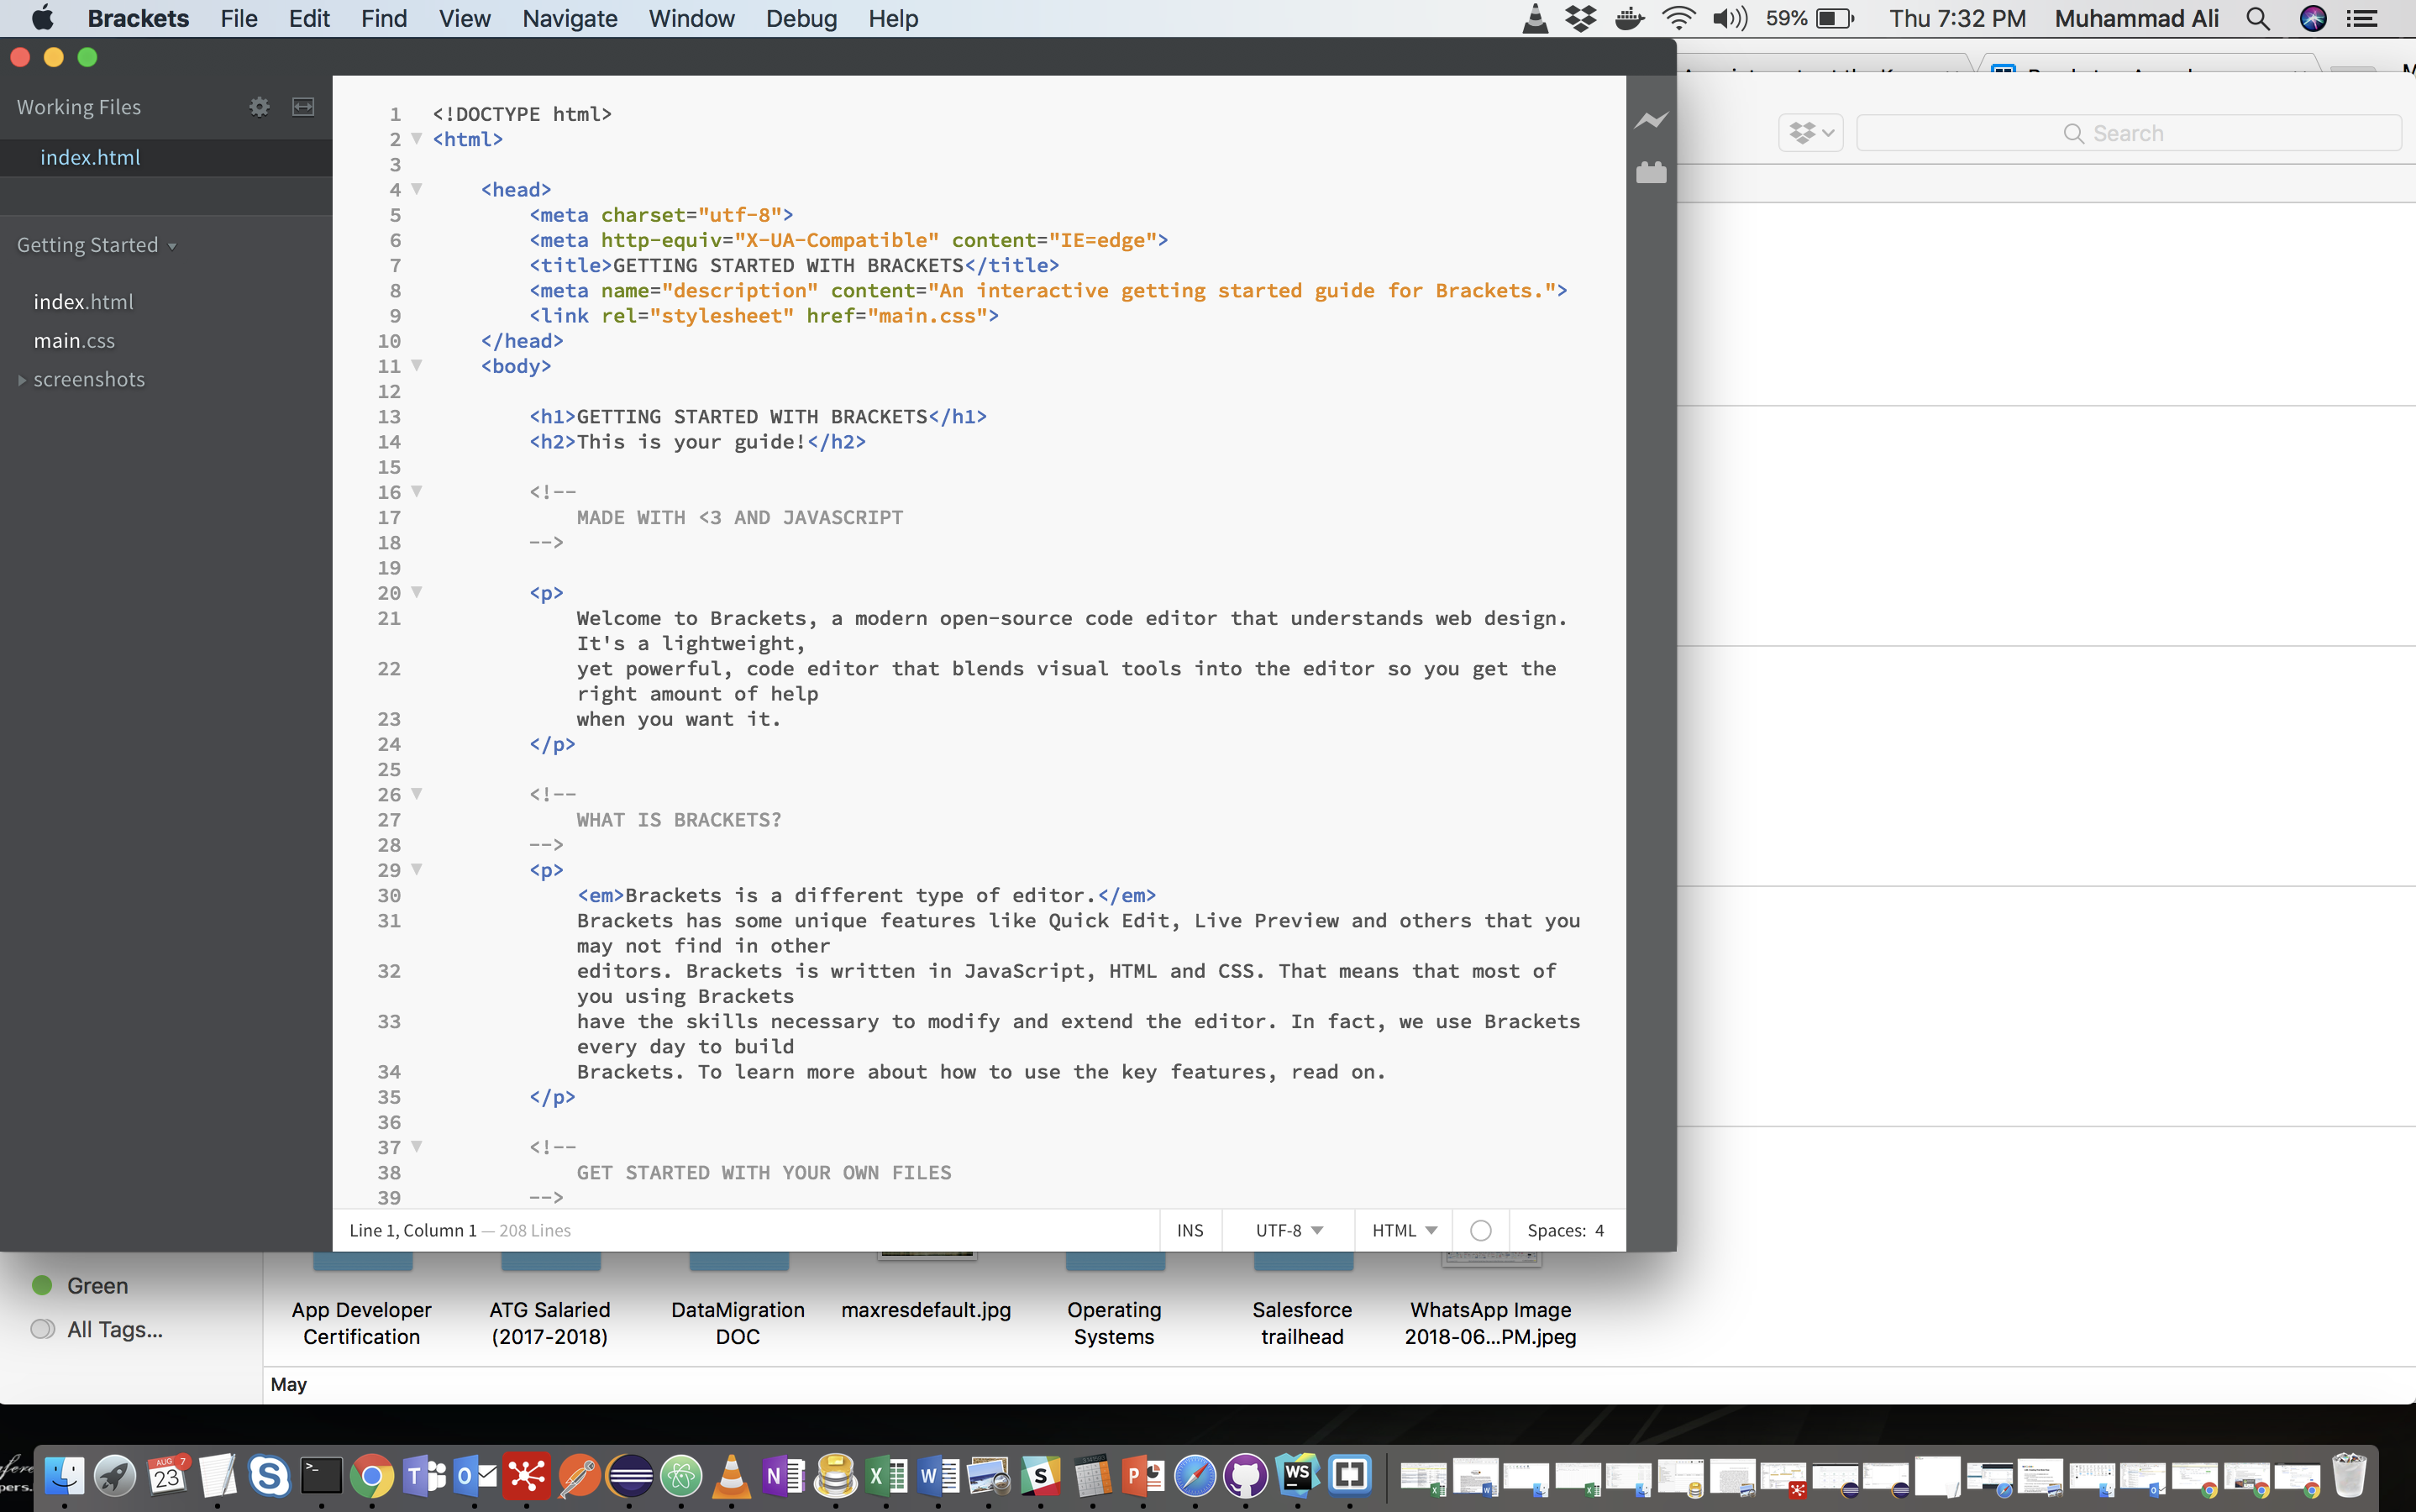 Brackets File Edit Find View Navigate Window Debug Help 59% Thu 7:32 PM Muhammad Ali
Working Files
index.html
Getting Started
index.html
main.css
screenshots
Search
1 <!DOCTYPE html>
2 <html>
3
4 <head>
5 <meta charset="utf-8">
6 <meta http-equiv="X-UA-Compatible" content="IE=edge">
7 <title>GETTING STARTED WITH BRACKETS</title>
8 <meta name="description" content="An interactive getting started guide for Brackets.">
9 <link rel="stylesheet" href="main.css">
10 </head>
11 <body>
12
13 <h1>GETTING STARTED WITH BRACKETS</h1>
14 <h2>This is your guide!</h2>
15
16 <!--
17 MADE WITH <3 AND JAVASCRIPT
18 -->
19
20 <p>
21 Welcome to Brackets, a modern open-source code editor that understands web design.
It's a lightweight,
22 yet powerful, code editor that blends visual tools into the editor so you get the
right amount of help
23 when you want it.
24 </p>
25
26 <!--
27 WHAT IS BRACKETS?
28 -->
29 <p>
30 <em>Brackets is a different type of editor.</em>
31 Brackets has some unique features like Quick Edit, Live Preview and others that you
may not find in other
32 editors. Brackets is written in JavaScript, HTML and CSS. That means that most of
you using Brackets
33 have the skills necessary to modify and extend the editor. In fact, we use Brackets
every day to build
34 Brackets. To learn more about how to use the key features, read on.
35 </p>
36
37 <!--
38 GET STARTED WITH YOUR OWN FILES
39 -->
Line 1, Column 1 — 208 Lines INS UTF-8 HTML Spaces: 4
Green
All Tags...
App Developer
Certification
ATG Salaried
(2017-2018)
DataMigration
DOC
maxresdefault.jpg
Operating
Systems
Salesforce
trailhead
WhatsApp Image
2018-06...PM.jpeg
May
AUG 7
23
WS